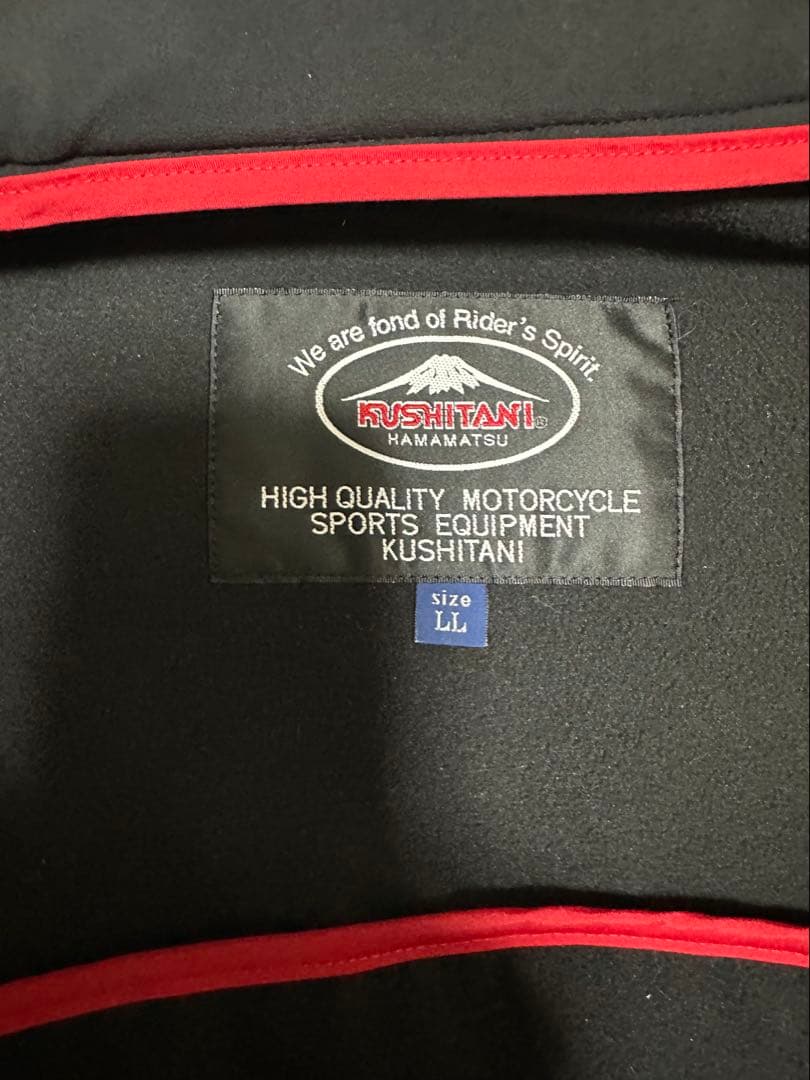 We are fond of Rider's Spirit.
KUSHITANI®
HAMAMATSU
HIGH QUALITY MOTORCYCLE
SPORTS EQUIPMENT
KUSHITANI
size
LL